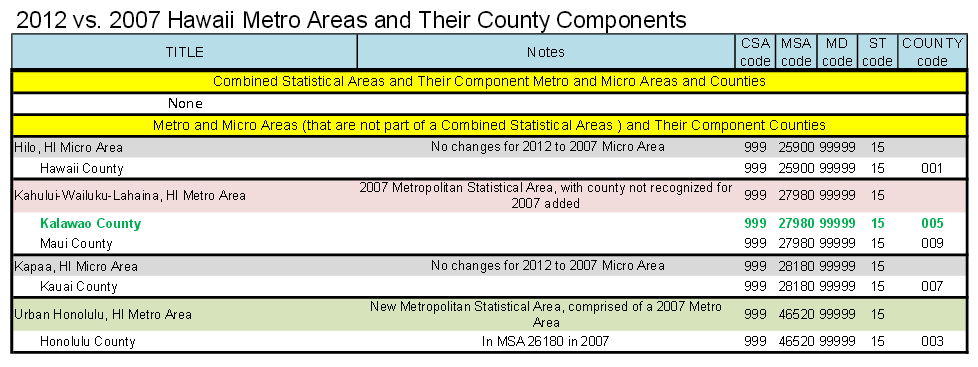 2012 vs. 2007 Hawaii Metro Areas and Their County Components
TITLE Notes CSA code MSA code MD code ST code COUNTY code
Combined Statistical Areas and Their Component Metro and Micro Areas and Counties
None
Metro and Micro Areas (that are not part of a Combined Statistical Areas ) and Their Component Counties
Hilo, HI Micro Area No changes for 2012 to 2007 Micro Area 999 25900 99999 15
Hawaii County 999 25900 99999 15 001
Kahului-Wailuku-Lahaina, HI Metro Area 2007 Metropolitan Statistical Area, with county not recognized for 2007 added 999 27980 99999 15
Kalawao County 999 27980 99999 15 005
Maui County 999 27980 99999 15 009
Kapaa, HI Micro Area No changes for 2012 to 2007 Micro Area 999 28180 99999 15
Kauai County 999 28180 99999 15 007
Urban Honolulu, HI Metro Area New Metropolitan Statistical Area, comprised of a 2007 Metro Area 999 46520 99999 15
Honolulu County In MSA 26180 in 2007 999 46520 99999 15 003